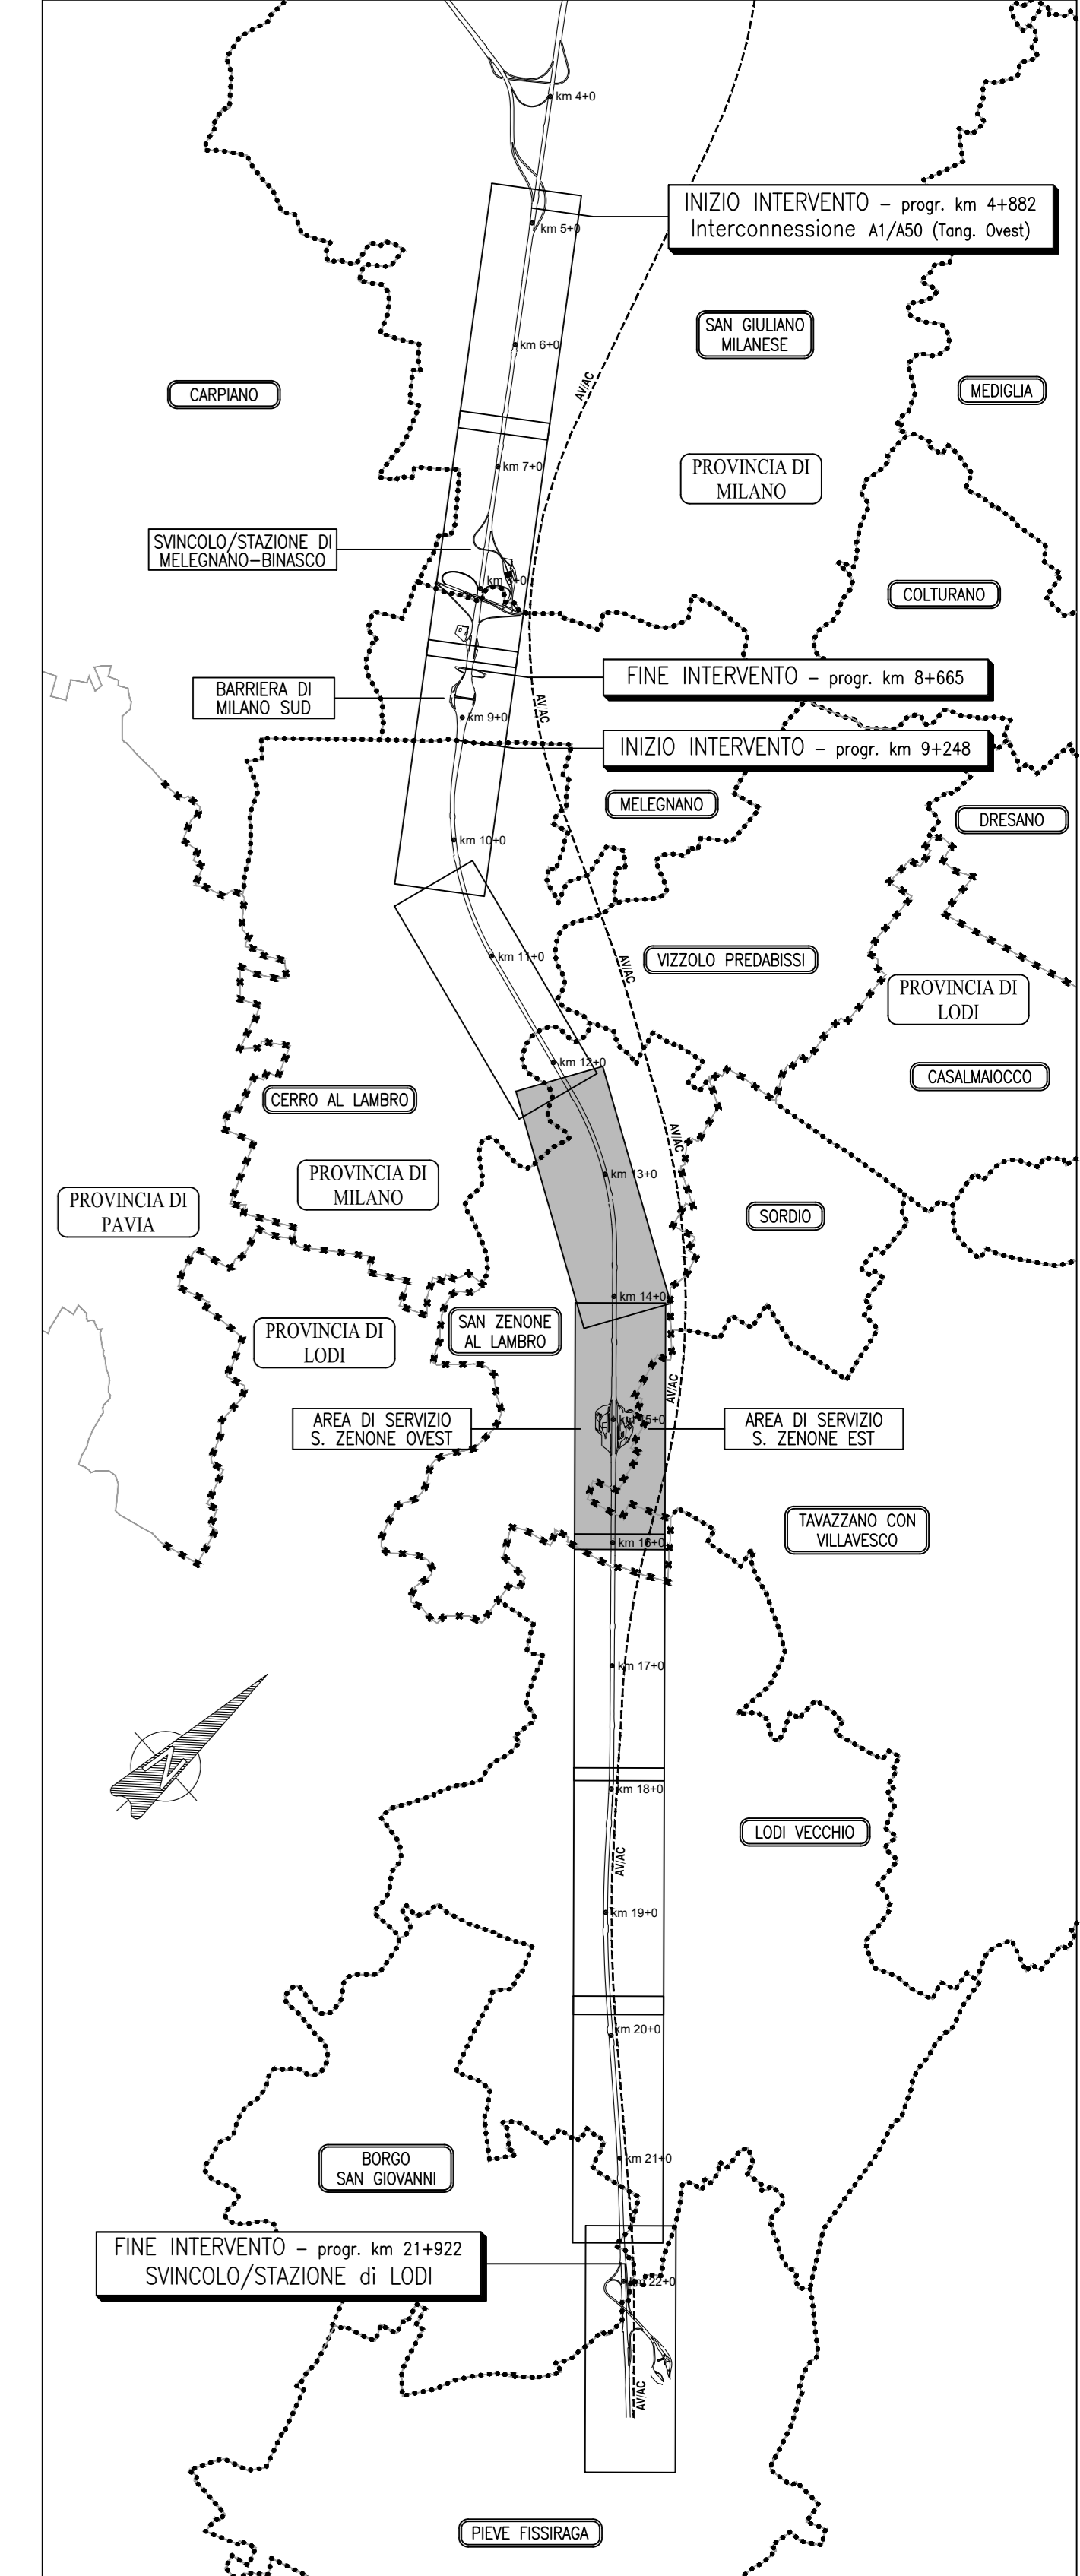 km 4+0
INIZIO INTERVENTO – progr. km 4+882
Interconnessione A1/A50 (Tang. Ovest)
km 5+0
SAN GIULIANO
MILANESE
km 6+0
AV/AC
CARPIANO
MEDIGLIA
km 7+0
PROVINCIA DI
MILANO
SVINCOLO/STAZIONE DI
MELEGNANO–BINASCO
COLTURANO
FINE INTERVENTO – progr. km 8+665
BARRIERA DI
MILANO SUD
AV/AC
km 9+0
INIZIO INTERVENTO – progr. km 9+248
MELEGNANO
DRESANO
km 10+0
km 11+0
VIZZOLO PREDABISSI
AV/AC
PROVINCIA DI
LODI
km 12+0
CASALMAIOCCO
CERRO AL LAMBRO
AV/AC
km 13+0
PROVINCIA DI
MILANO
PROVINCIA DI
PAVIA
SORDIO
km 14+0
SAN ZENONE
AL LAMBRO
PROVINCIA DI
LODI
AV/AC
AREA DI SERVIZIO
S. ZENONE OVEST
km 15+0
AREA DI SERVIZIO
S. ZENONE EST
TAVAZZANO CON
VILLAVESCO
km 16+0
km 17+0
N
km 18+0
LODI VECCHIO
AV/AC
km 19+0
km 20+0
km 21+0
BORGO
SAN GIOVANNI
FINE INTERVENTO – progr. km 21+922
SVINCOLO/STAZIONE di LODI
km 22+0
AV/AC
PIEVE FISSIRAGA